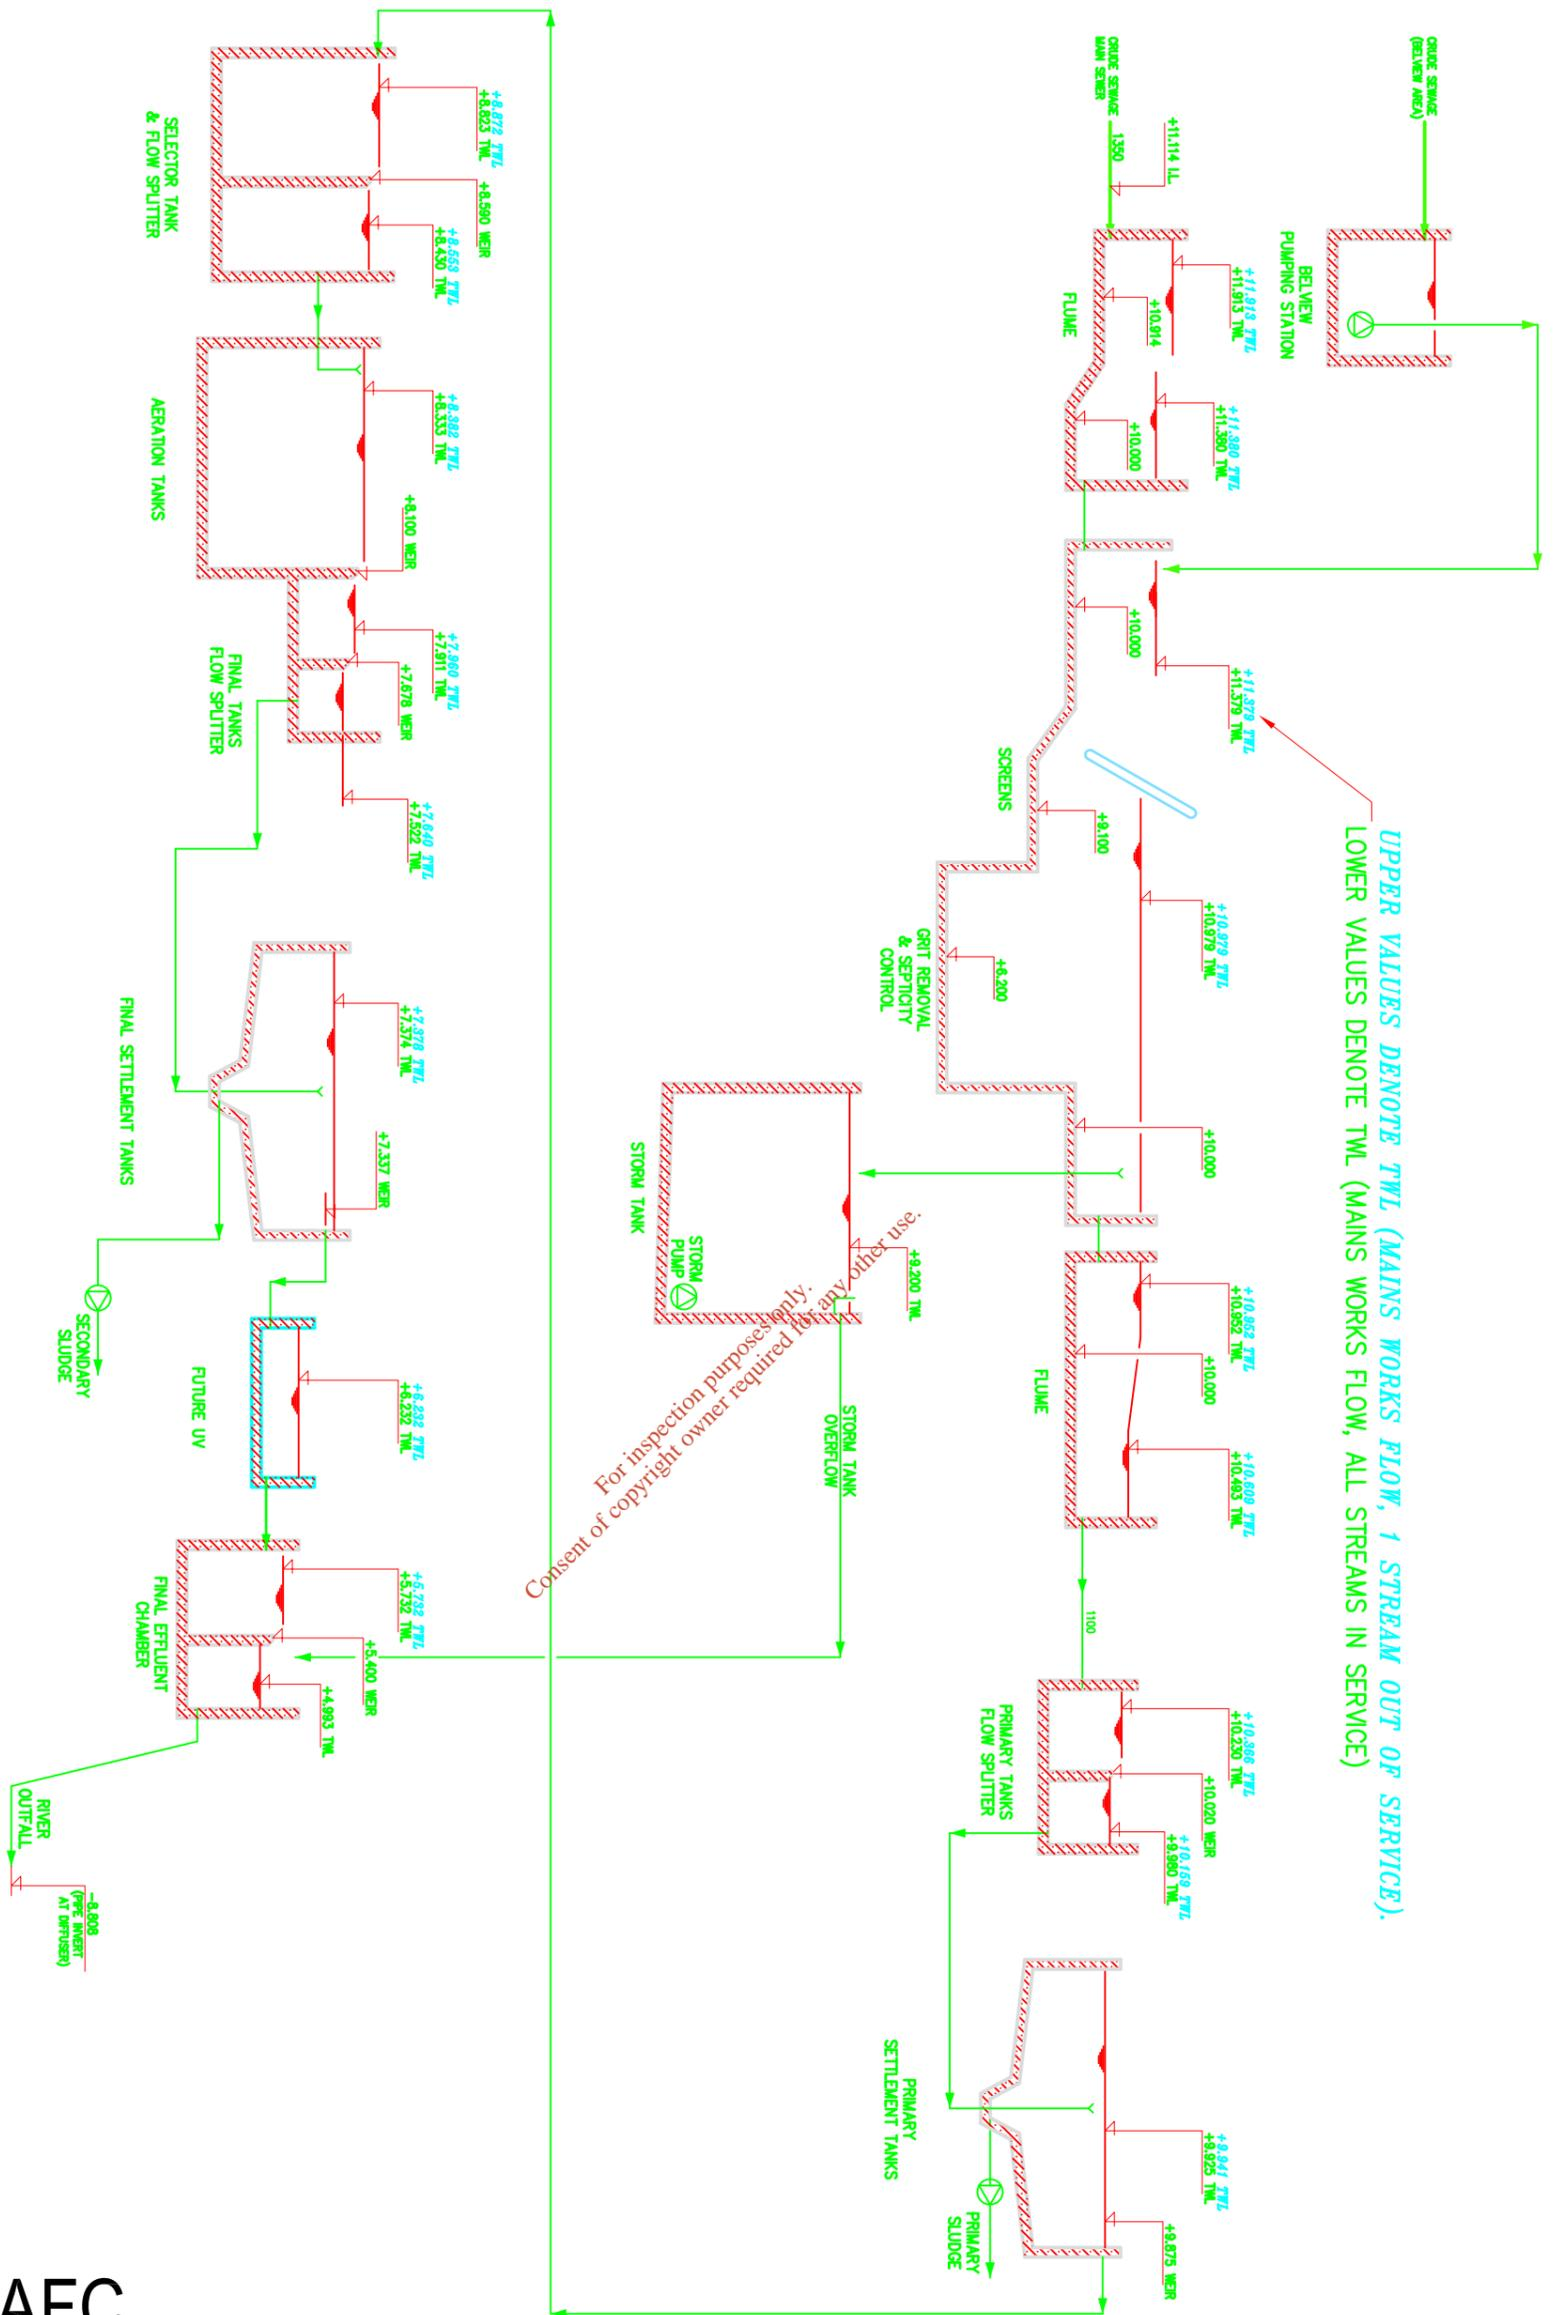 UPPER VALUES DENOTE TWL (MAINS WORKS FLOW, 1 STREAM OUT OF SERVICE).
LOWER VALUES DENOTE TWL (MAINS WORKS FLOW, ALL STREAMS IN SERVICE)
CRUDE SEWAGE
(BELVIEW AREA)
BELVIEW
PUMPING STATION
CRUDE SEWAGE
MAIN SEWER
1350
+11.114 I.L
+11.913 TWL
+11.913 TWL
+10.914
FLUME
+11.380 TWL
+11.380 TWL
+10.000
+11.379 TWL
+11.379 TWL
+10.000
SCREENS
+9.100
+10.979 TWL
+10.979 TWL
GRIT REMOVAL
& SEPTICITY
CONTROL
+6.200
+10.000
+10.952 TWL
+10.952 TWL
+10.000
FLUME
+10.609 TWL
+10.493 TWL
1100
+10.366 TWL
+10.230 TWL
+10.020 WEIR
+10.159 TWL
+9.980 TWL
PRIMARY TANKS
FLOW SPLITTER
+9.941 TWL
+9.925 TWL
+9.875 WEIR
PRIMARY
SETTLEMENT TANKS
PRIMARY
SLUDGE
STORM TANK
STORM
PUMP
+9.200 TWL
STORM TANK
OVERFLOW
For inspection purposes only.
Consent of copyright owner required for any other use.
+8.872 TWL
+8.823 TWL
+8.590 WEIR
+8.553 TWL
+8.430 TWL
SELECTOR TANK
& FLOW SPLITTER
+8.382 TWL
+8.333 TWL
AERATION TANKS
+8.100 WEIR
+7.960 TWL
+7.911 TWL
+7.678 WEIR
FINAL TANKS
FLOW SPLITTER
+7.640 TWL
+7.522 TWL
+7.378 TWL
+7.374 TWL
+7.337 WEIR
FINAL SETTLEMENT TANKS
SECONDARY
SLUDGE
+6.232 TWL
+6.232 TWL
FUTURE UV
+5.732 TWL
+5.732 TWL
+5.400 WEIR
+4.993 TWL
FINAL EFFLUENT
CHAMBER
RIVER
OUTFALL
-8.808
(PIPE INVERT
AT DIFFUSER)